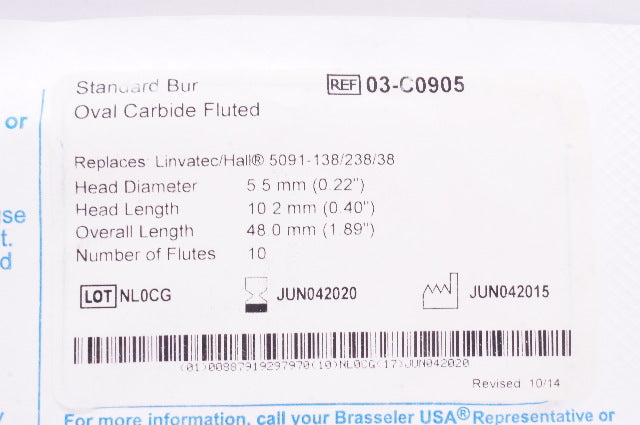 Standard Bur
REF 03-C0905
Oval Carbide Fluted
or
Replaces: Linvatec/Hall® 5091-138/238/38
Head Diameter 5.5 mm (0.22")
Head Length 10.2 mm (0.40")
Overall Length 48.0 mm (1.89")
Number of Flutes 10
use
t.
d
LOT NL0CG JUN042020 JUN042015
(01)00887919297970(10)NL0CG(17)JUN042020
Revised 10/14
For more information, call your Brasseler USA® Representative or